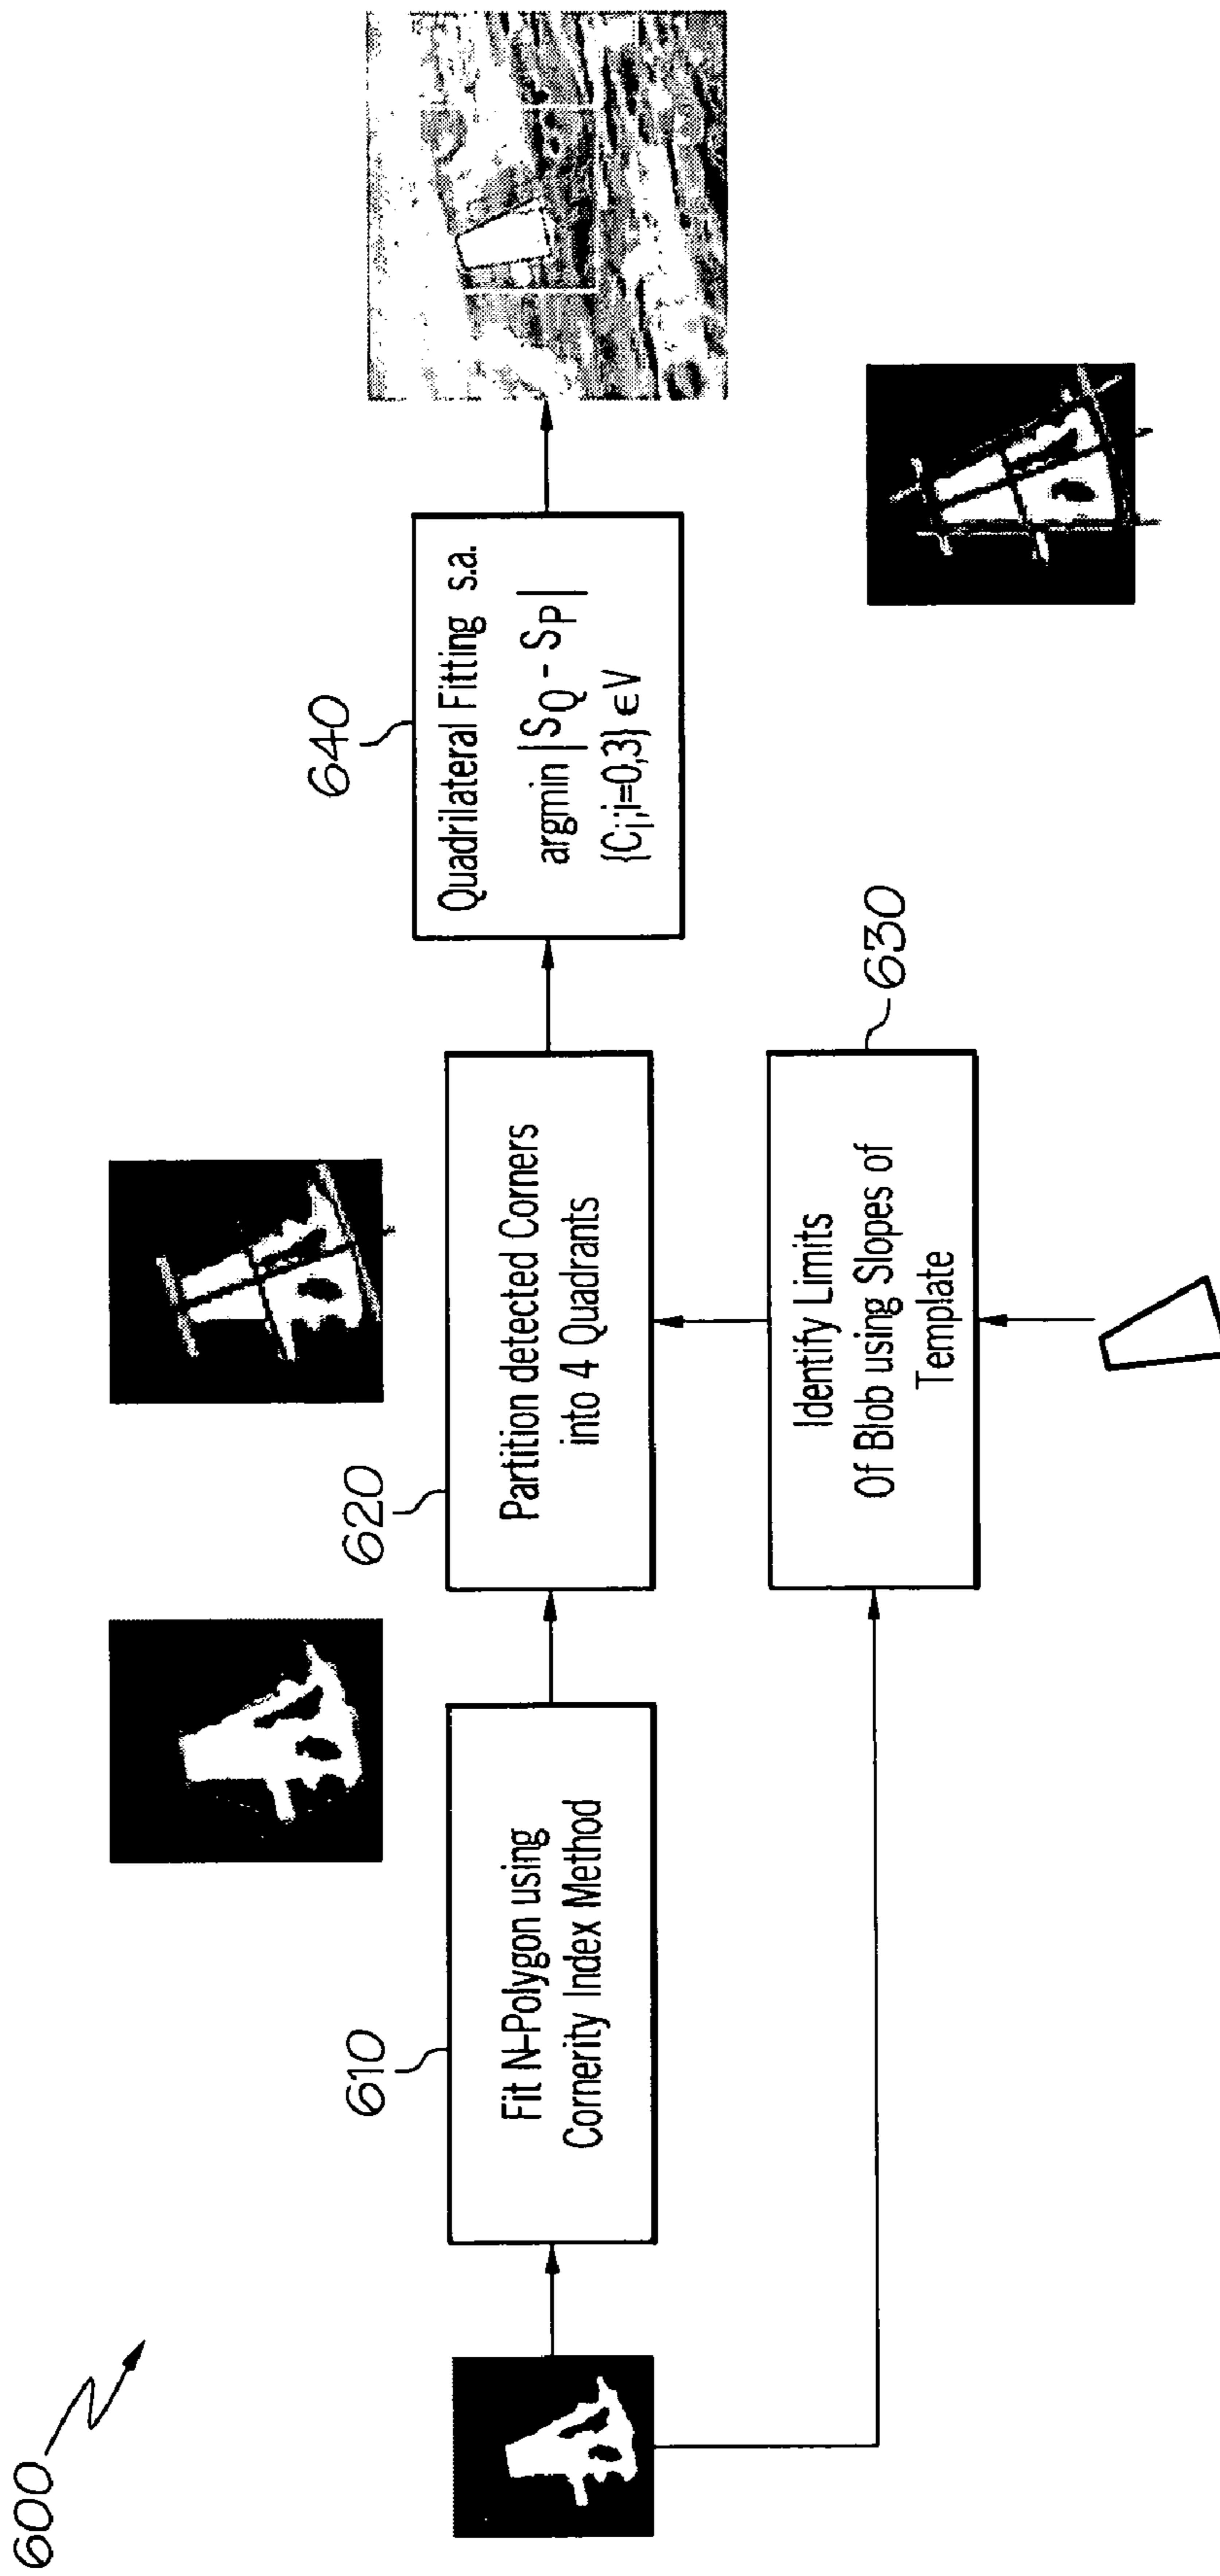 600
610
Fit N-Polygon using
Cornerity Index Method
620
Partition detected Corners
into 4 Quadrants
630
Identify Limits
Of Blob using Slopes of
Template
640
Quadrilateral Fitting s.a.
argmin |SQ - SP|
{Ci;i=0,3} ϵ V